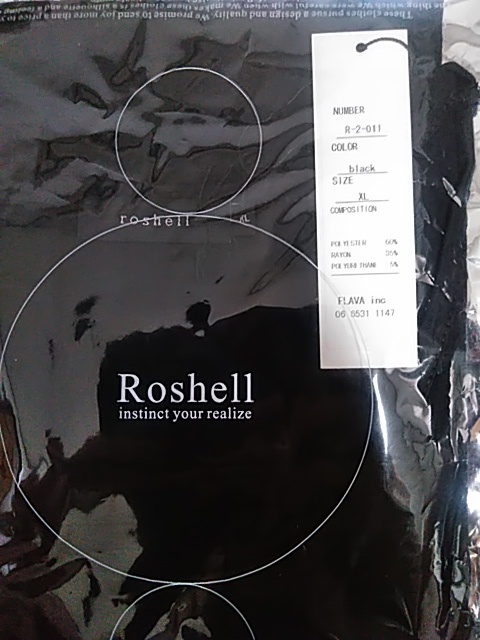 These clothes pursues a design and quality. We promise to send joy more than a price to
roshell XL
Roshell
instinct your realize
NUMBER
R-2-011
COLOR
black
SIZE
XL
COMPOSITION
POLYESTER 60%
RAYON 35%
POLYURETHANE 5%
FLAVA inc
06 6531 1147